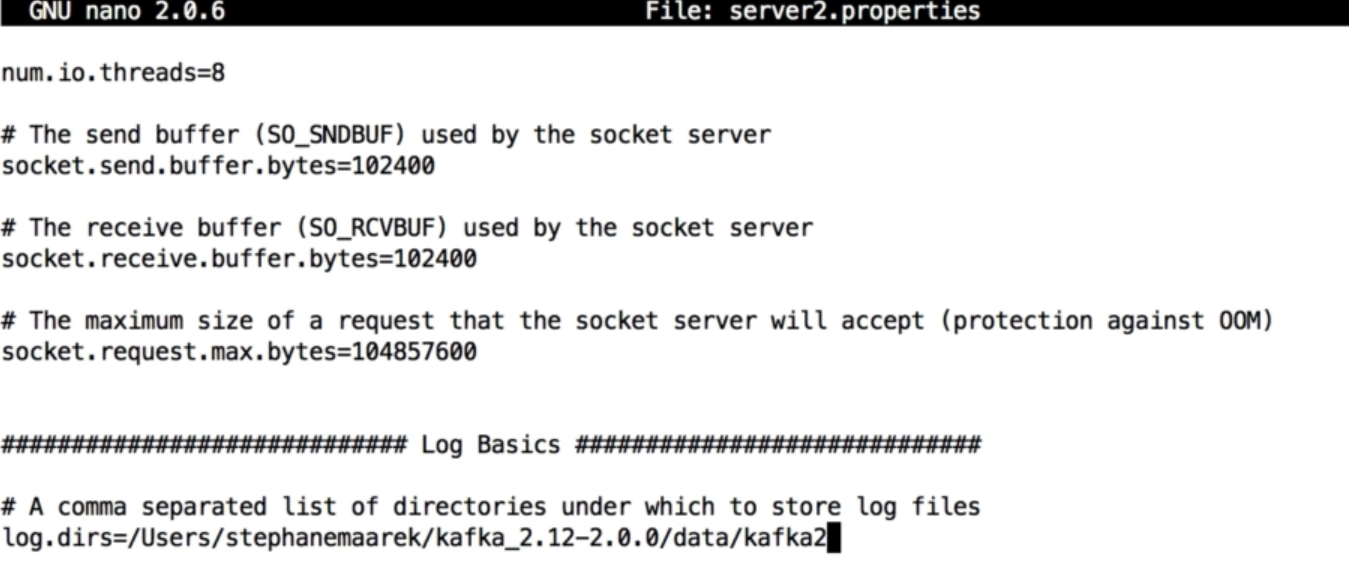 GNU nano 2.0.6 File: server2.properties
num.io.threads=8
# The send buffer (SO_SNDBUF) used by the socket server
socket.send.buffer.bytes=102400
# The receive buffer (SO_RCVBUF) used by the socket server
socket.receive.buffer.bytes=102400
# The maximum size of a request that the socket server will accept (protection against OOM)
socket.request.max.bytes=104857600
############################# Log Basics #############################
# A comma separated list of directories under which to store log files
log.dirs=/Users/stephanemaarek/kafka_2.12-2.0.0/data/kafka2